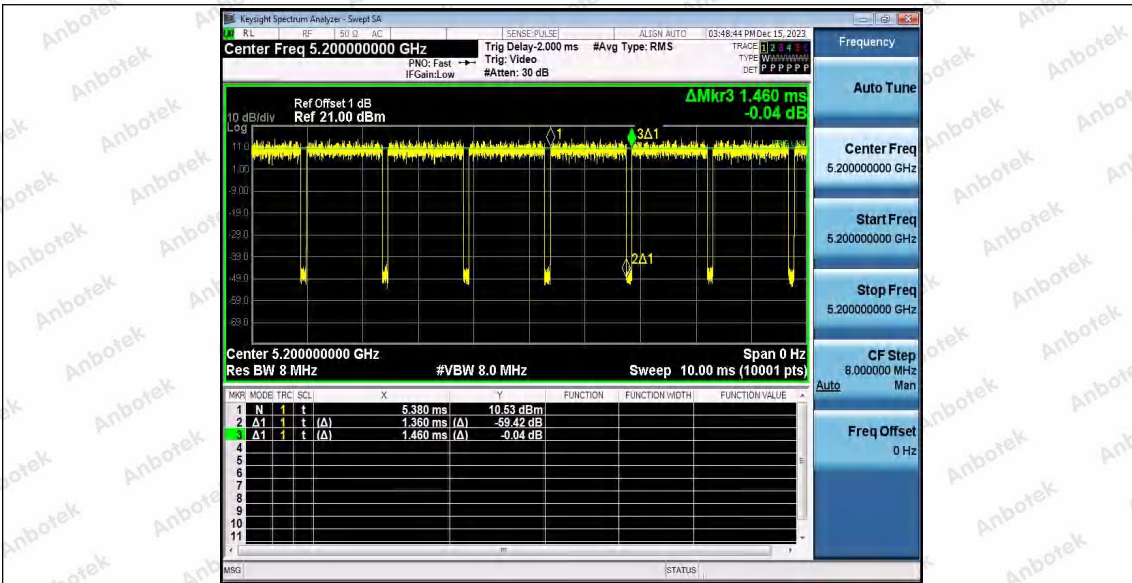 Keysight Spectrum Analyzer - Swept SA
RL RF 50 Ω AC SENSE:PULSE ALIGN AUTO 03:48:44 PM Dec 15, 2023
Center Freq 5.200000000 GHz
PNO: Fast
IFGain:Low
Trig Delay-2.000 ms
Trig: Video
#Atten: 30 dB
#Avg Type: RMS
TRACE 1 2 3 4 5 6
TYPE WWWWWW
DET P P P P P P
Frequency
Auto Tune
Center Freq
5.200000000 GHz
Start Freq
5.200000000 GHz
Stop Freq
5.200000000 GHz
CF Step
8.000000 MHz
Auto Man
Freq Offset
0 Hz
ΔMkr3 1.460 ms
-0.04 dB
Ref Offset 1 dB
10 dB/div Ref 21.00 dBm
Log
11.0
1.00
-9.00
-19.0
-29.0
-39.0
-49.0
-59.0
-69.0
1
3Δ1
2Δ1
Center 5.200000000 GHz Span 0 Hz
Res BW 8 MHz #VBW 8.0 MHz Sweep 10.00 ms (10001 pts)
MKR MODE TRC SCL X Y FUNCTION FUNCTION WIDTH FUNCTION VALUE
1 N 1 t 5.380 ms 10.53 dBm
2 Δ1 1 t (Δ) 1.360 ms (Δ) -59.42 dB
3 Δ1 1 t (Δ) 1.460 ms (Δ) -0.04 dB
4
5
6
7
8
9
10
11
MSG STATUS
Anbotek